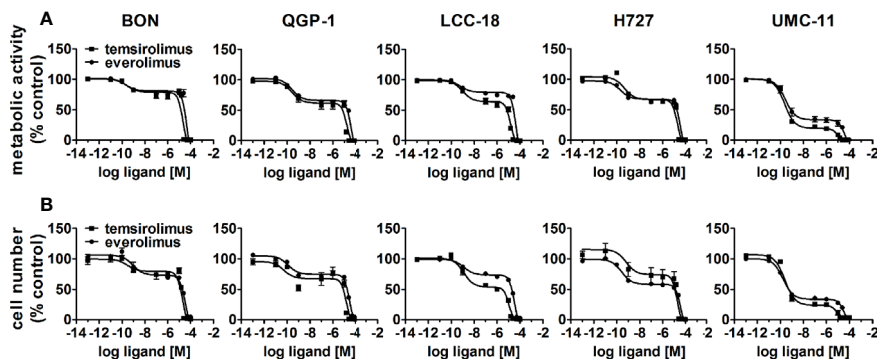 A
BON QGP-1 LCC-18 H727 UMC-11
metabolic activity
(% control)
150 150 150 150 150
100 100 100 100 100
50 50 50 50 50
0 0 0 0 0
temsirolimus
everolimus
-14 -12 -10 -8 -6 -4 -2 -14 -12 -10 -8 -6 -4 -2 -14 -12 -10 -8 -6 -4 -2 -14 -12 -10 -8 -6 -4 -2 -14 -12 -10 -8 -6 -4 -2
log ligand [M] log ligand [M] log ligand [M] log ligand [M] log ligand [M]
B
cell number
(% control)
150 150 150 150 150
100 100 100 100 100
50 50 50 50 50
0 0 0 0 0
temsirolimus
everolimus
-14 -12 -10 -8 -6 -4 -2 -14 -12 -10 -8 -6 -4 -2 -14 -12 -10 -8 -6 -4 -2 -14 -12 -10 -8 -6 -4 -2 -14 -12 -10 -8 -6 -4 -2
log ligand [M] log ligand [M] log ligand [M] log ligand [M] log ligand [M]